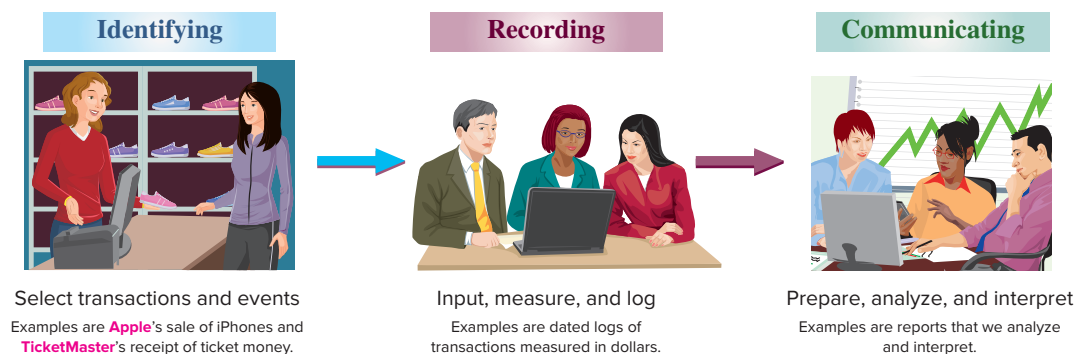 Identifying
Recording
Communicating
Select transactions and events
Examples are Apple's sale of iPhones and
TicketMaster's receipt of ticket money.
Input, measure, and log
Examples are dated logs of
transactions measured in dollars.
Prepare, analyze, and interpret
Examples are reports that we analyze
and interpret.